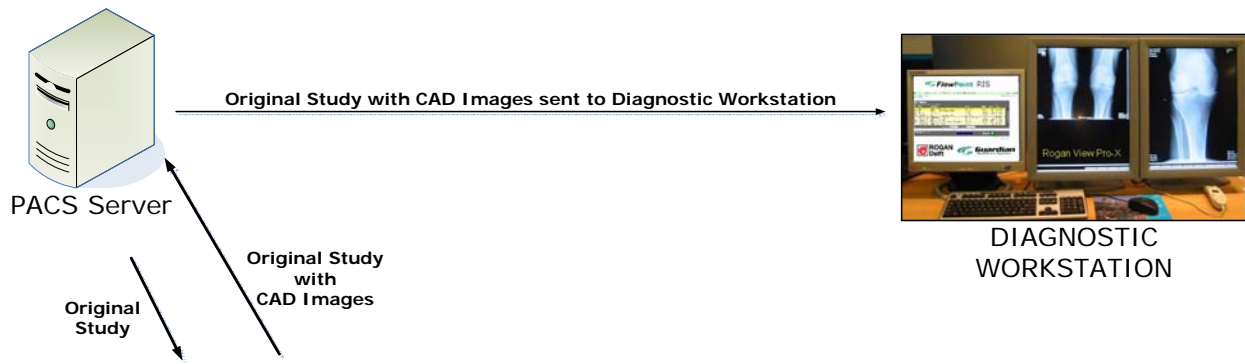 Original Study with CAD Images sent to Diagnostic Workstation
FlowPoint RIS
ROGAN
Delft
Guardian
Rogan View Pro-X
PACS Server
DIAGNOSTIC
WORKSTATION
Original Study
with
CAD Images
Original
Study